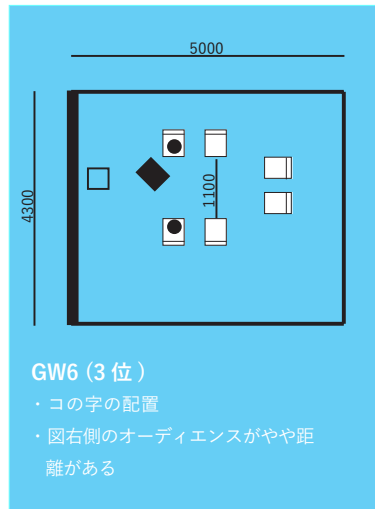 5000
4300
1100
GW6 (3 位 )
・コの字の配置
・図右側のオーディエンスがやや距
離がある